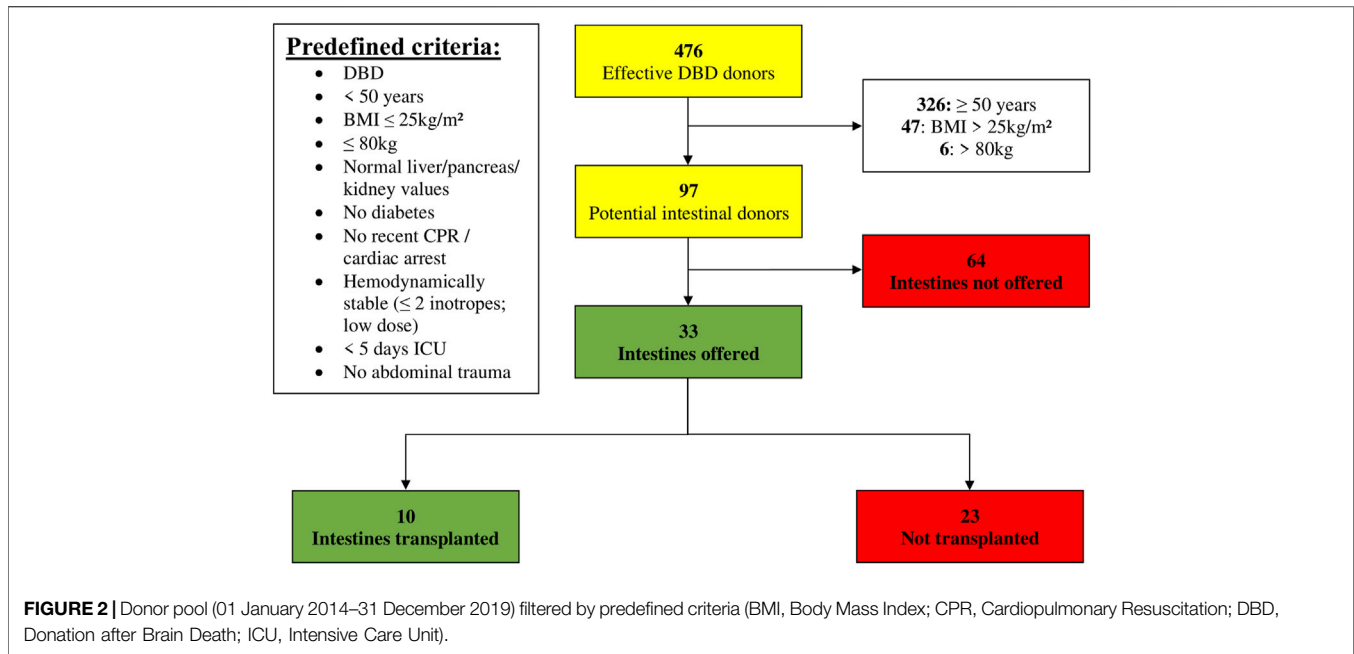 Predefined criteria:
• DBD
• < 50 years
• BMI ≤ 25kg/m²
• ≤ 80kg
• Normal liver/pancreas/
kidney values
• No diabetes
• No recent CPR /
cardiac arrest
• Hemodynamically
stable (≤ 2 inotropes;
low dose)
• < 5 days ICU
• No abdominal trauma
476
Effective DBD donors
326: ≥ 50 years
47: BMI > 25kg/m²
6: > 80kg
97
Potential intestinal donors
64
Intestines not offered
33
Intestines offered
10
Intestines transplanted
23
Not transplanted
FIGURE 2 | Donor pool (01 January 2014–31 December 2019) filtered by predefined criteria (BMI, Body Mass Index; CPR, Cardiopulmonary Resuscitation; DBD,
Donation after Brain Death; ICU, Intensive Care Unit).